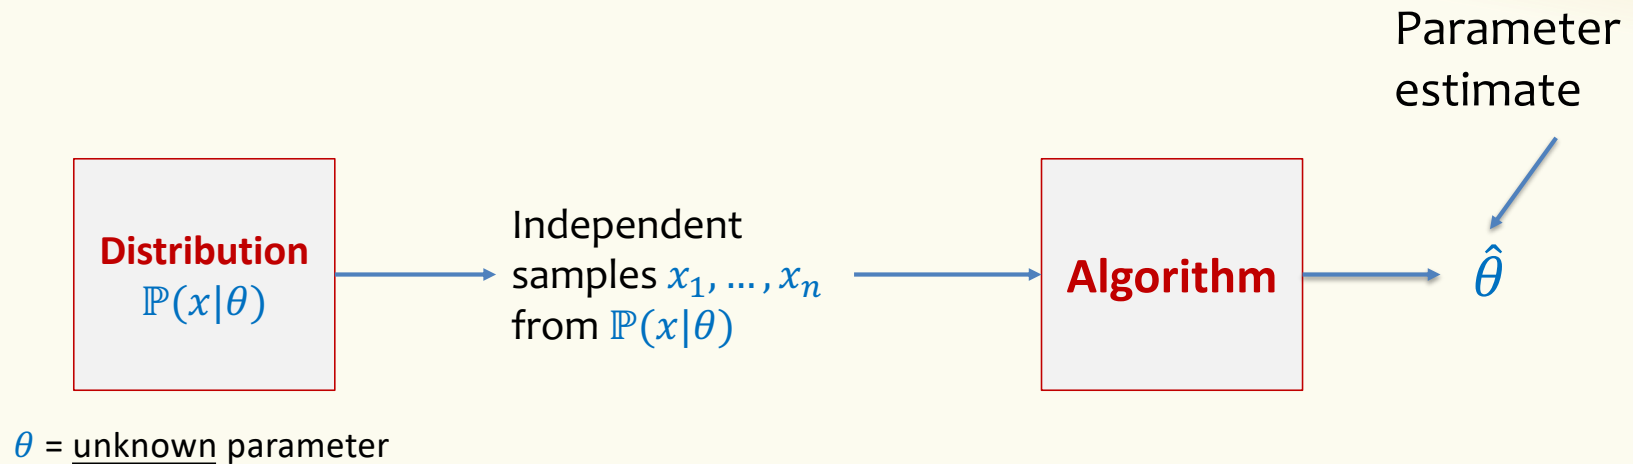 Parameter
estimate
Distribution
ℙ(x|θ)
Independent
samples x₁, … , xₙ
from ℙ(x|θ)
Algorithm
θ̂
θ = unknown parameter